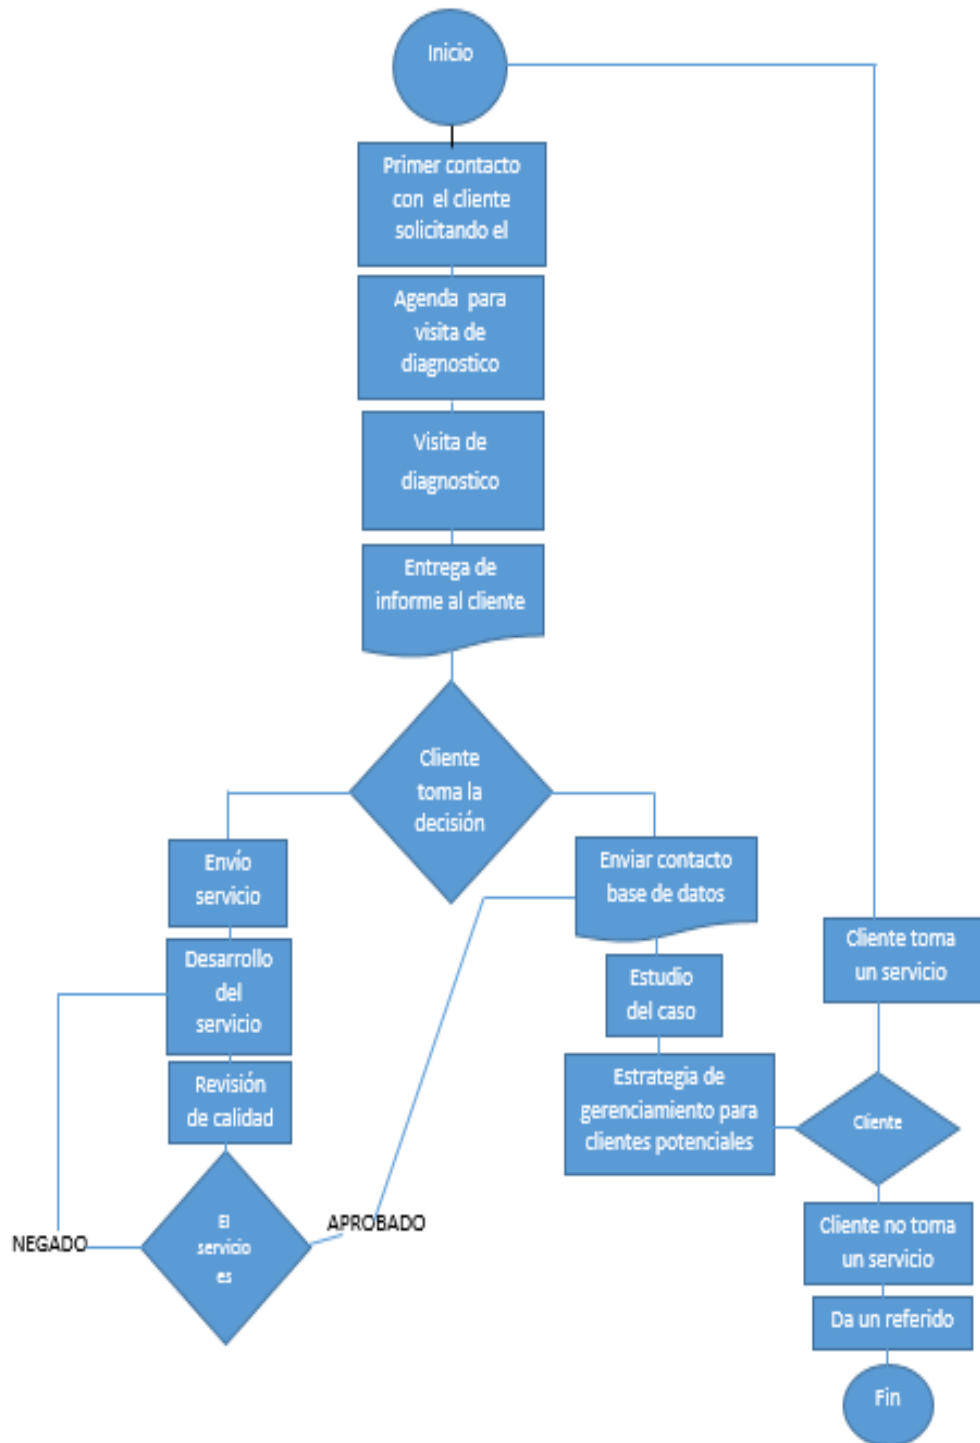 Inicio
Primer contacto
con el cliente
solicitando el
Agenda para
visita de
diagnostico
Visita de
diagnostico
Entrega de
informe al cliente
Cliente
toma la
decisión
Envío
servicio
Desarrollo
del
servicio
Revisión
de calidad
El
servicio
es
NEGADO
APROBADO
Enviar contacto
base de datos
Estudio
del caso
Estrategia de
gerenciamiento para
clientes potenciales
Cliente toma
un servicio
Cliente
Cliente no toma
un servicio
Da un referido
Fin